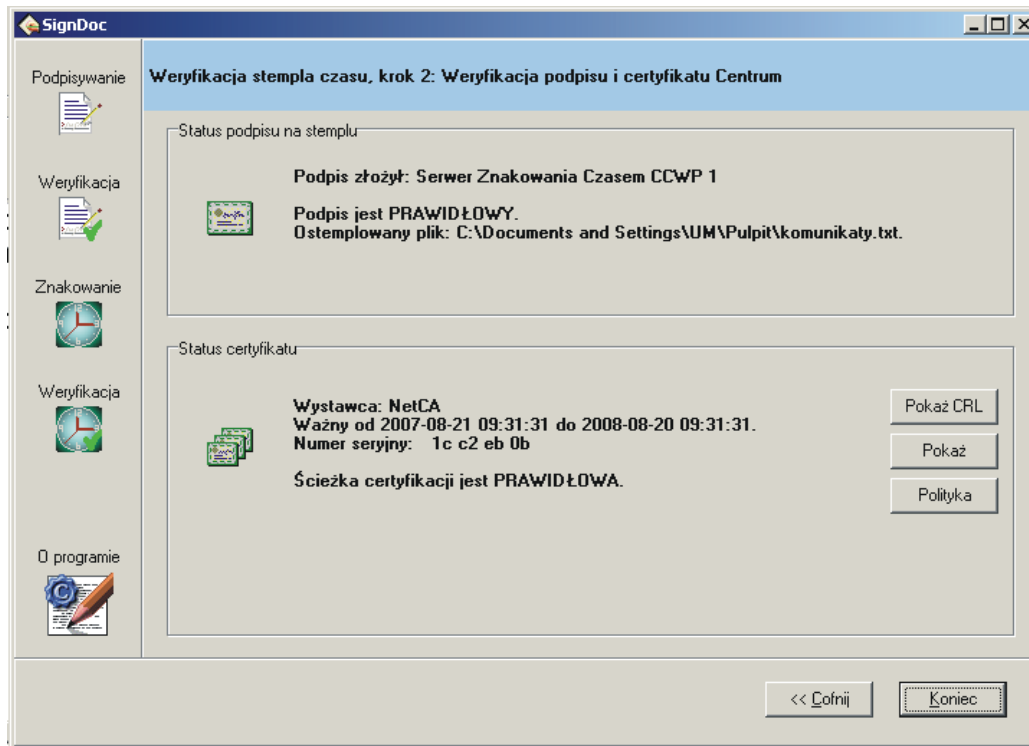 SignDoc
Podpisywanie
Weryfikacja
Znakowanie
Weryfikacja
O programie
Weryfikacja stempla czasu, krok 2: Weryfikacja podpisu i certyfikatu Centrum
Status podpisu na stemplu
Podpis złożył: Serwer Znakowania Czasem CCWP 1
Podpis jest PRAWIDŁOWY.
Ostemplowany plik: C:\Documents and Settings\UM\Pulpit\komunikaty.txt.
Status certyfikatu
Wystawca: NetCA
Ważny od 2007-08-21 09:31:31 do 2008-08-20 09:31:31.
Numer seryjny: 1c c2 eb 0b
Ścieżka certyfikacji jest PRAWIDŁOWA.
Pokaż CRL
Pokaż
Polityka
<< Cofnij
Koniec